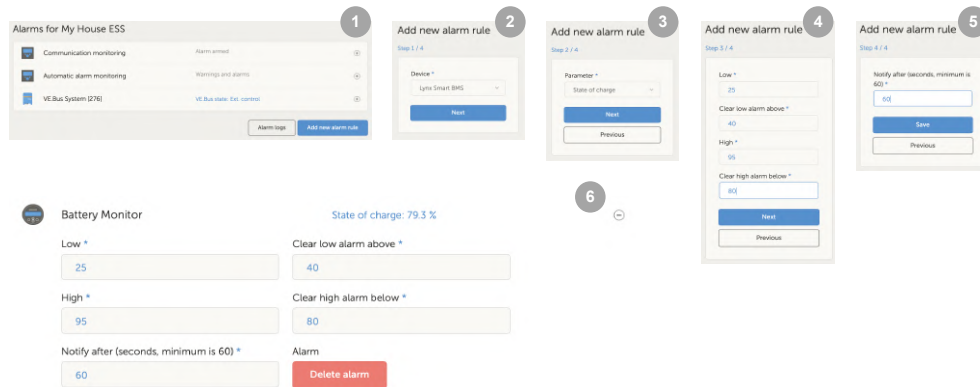 1
Alarms for My House ESS
Communication monitoring Alarm armed
Automatic alarm monitoring Warnings and alarms
VE.Bus System [276] VE.Bus state: Ext. control
Alarm logs Add new alarm rule
2
Add new alarm rule
Step 1 / 4
Device *
Lynx Smart BMS
Next
3
Add new alarm rule
Step 2 / 4
Parameter *
State of charge
Next
Previous
4
Add new alarm rule
Step 3 / 4
Low *
25
Clear low alarm above *
40
High *
95
Clear high alarm below *
80
Next
Previous
5
Add new alarm rule
Step 4 / 4
Notify after (seconds, minimum is
60) *
60
Save
Previous
6
Battery Monitor State of charge: 79.3 %
Low * Clear low alarm above *
25 40
High * Clear high alarm below *
95 80
Notify after (seconds, minimum is 60) * Alarm
60 Delete alarm